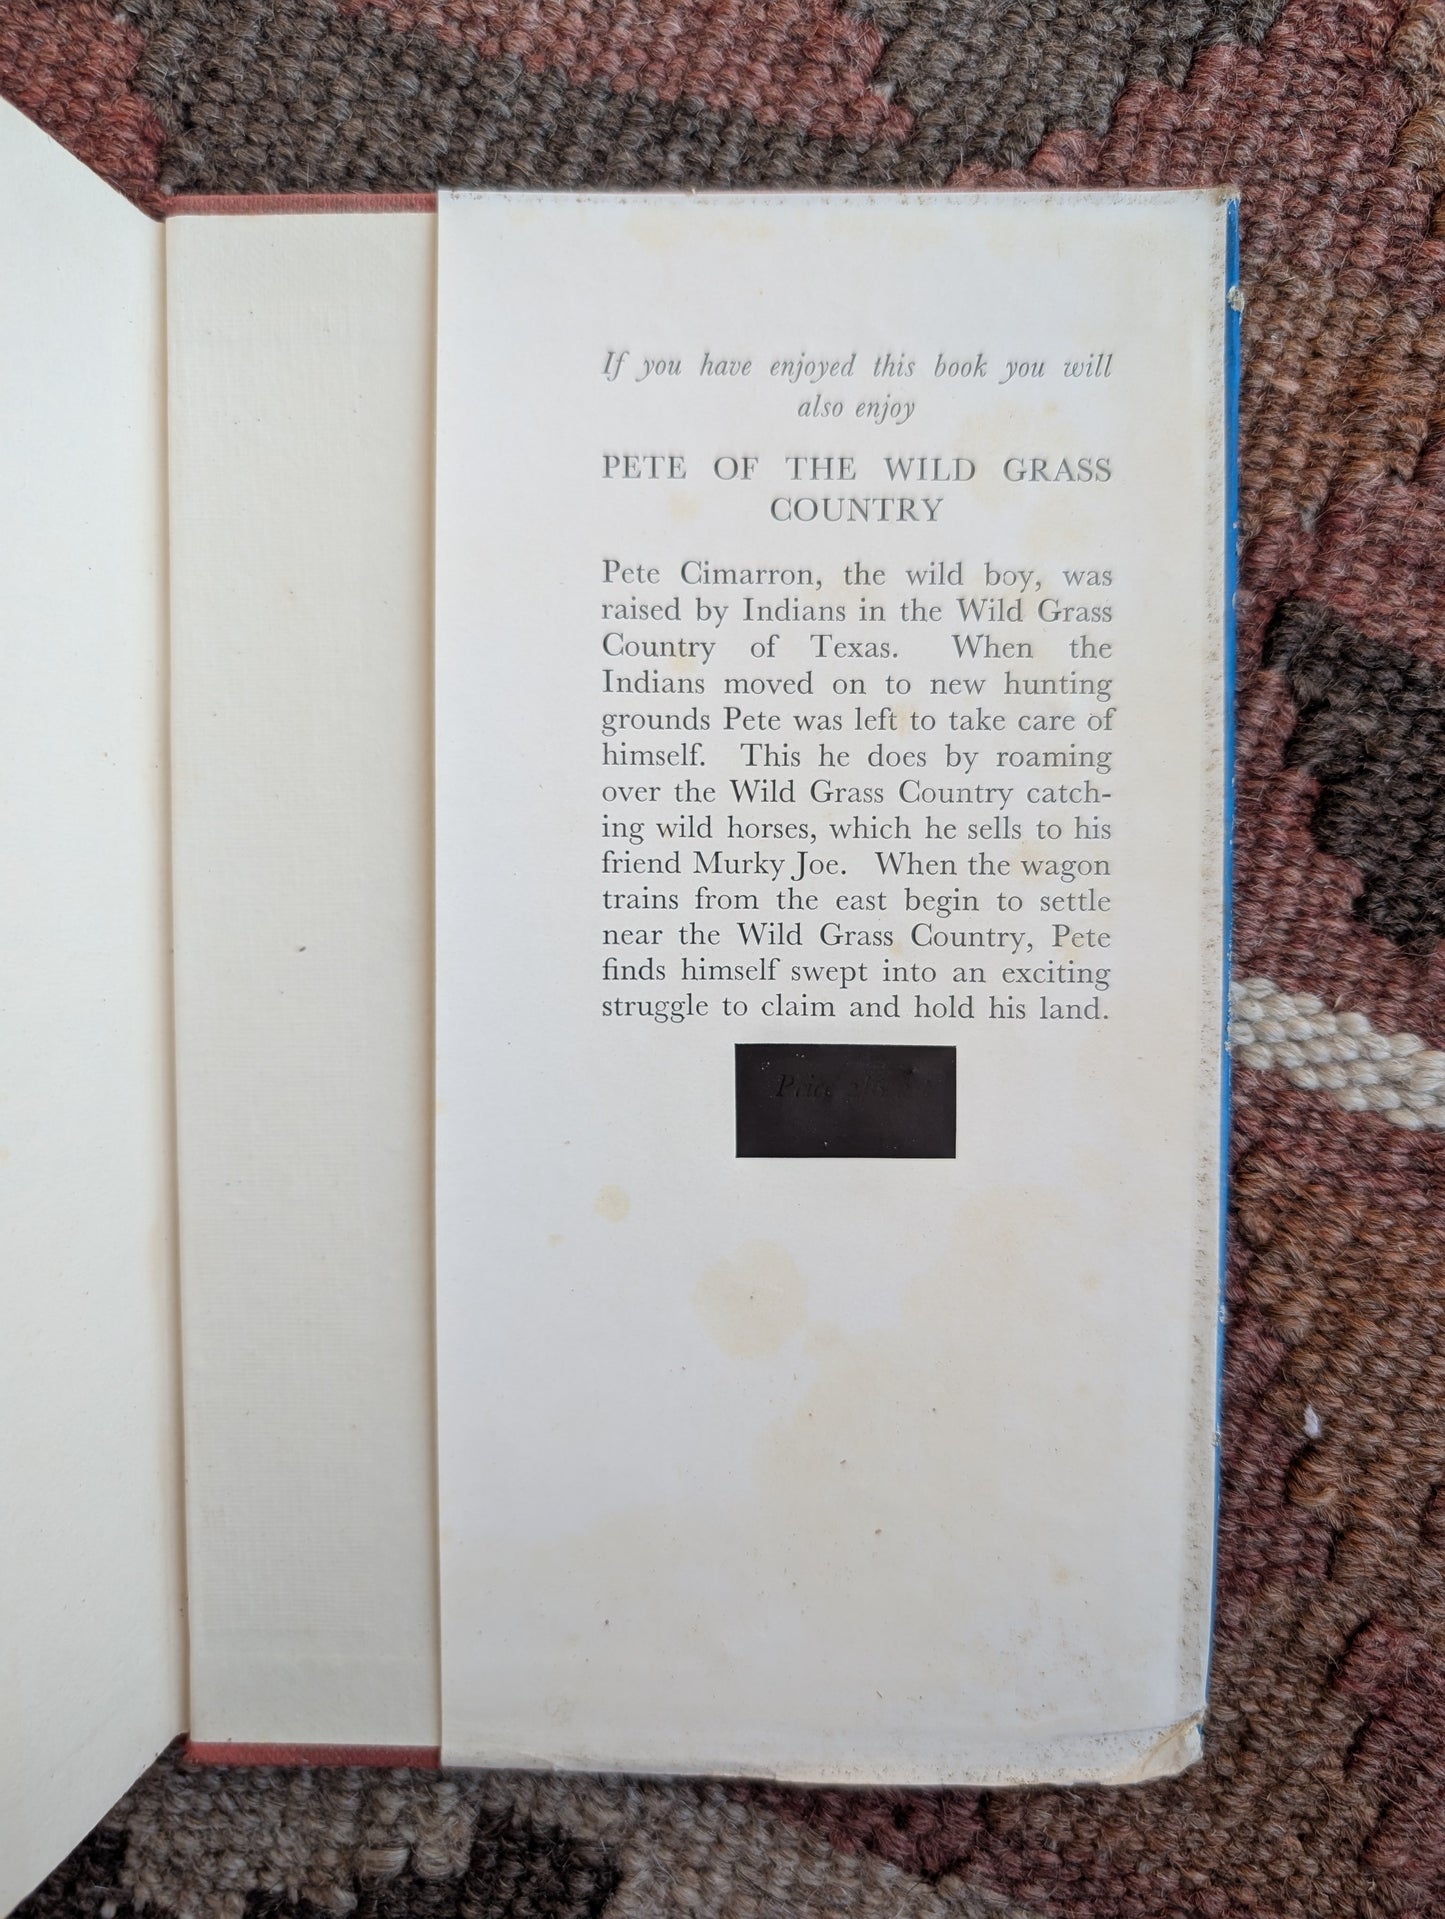 If you have enjoyed this book you will
also enjoy
PETE OF THE WILD GRASS
COUNTRY
Pete Cimarron, the wild boy, was
raised by Indians in the Wild Grass
Country of Texas. When the
Indians moved on to new hunting
grounds Pete was left to take care of
himself. This he does by roaming
over the Wild Grass Country catch-
ing wild horses, which he sells to his
friend Murky Joe. When the wagon
trains from the east begin to settle
near the Wild Grass Country, Pete
finds himself swept into an exciting
struggle to claim and hold his land.
Price